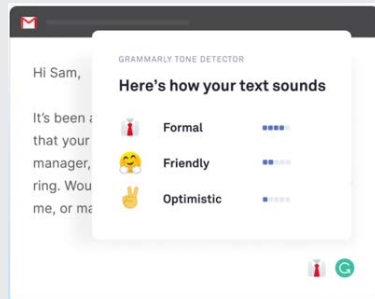 GRAMMARLY TONE DETECTOR
Here's how your text sounds
Formal
Friendly
Optimistic
Hi Sam,
It's been
that your
manager,
ring. Wou
me, or ma